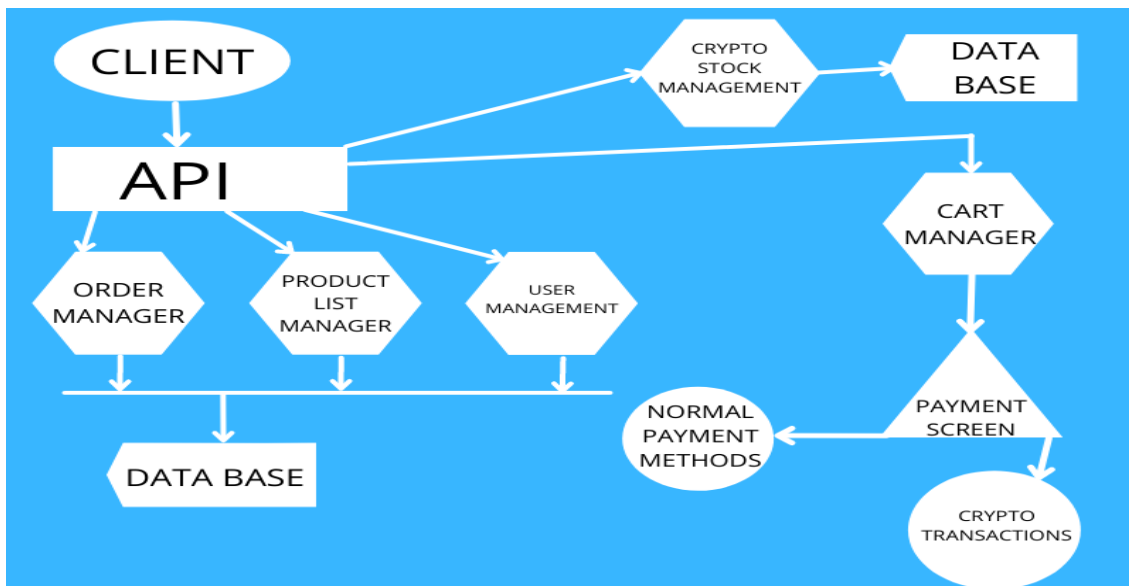 CLIENT
CRYPTO
STOCK
MANAGEMENT
DATA
BASE
API
CART
MANAGER
ORDER
MANAGER
PRODUCT
LIST
MANAGER
USER
MANAGEMENT
NORMAL
PAYMENT
METHODS
PAYMENT
SCREEN
DATA BASE
CRYPTO
TRANSACTIONS